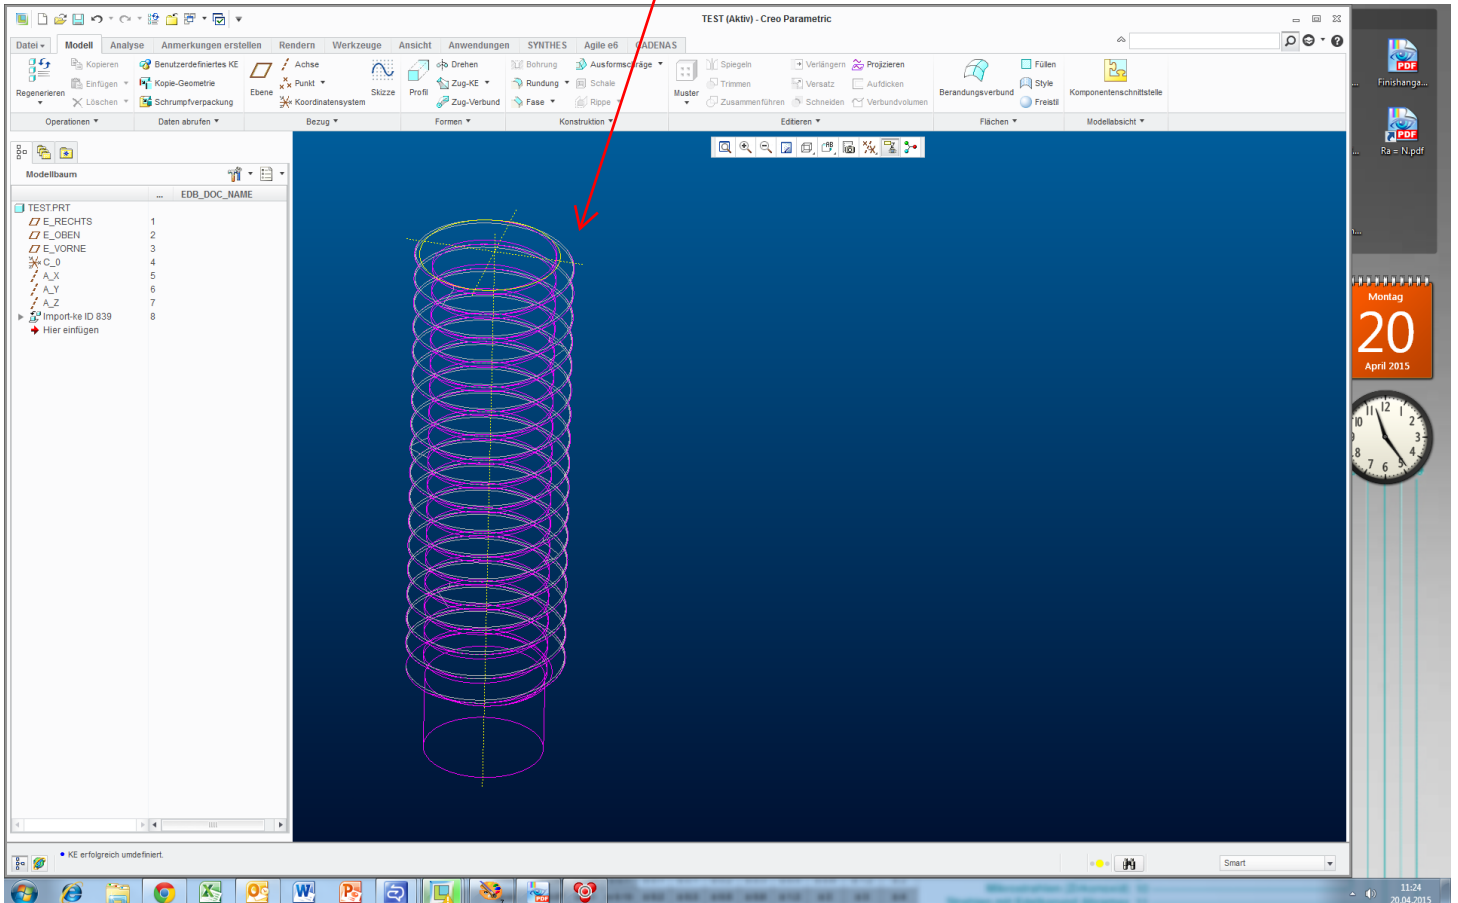 TEST (Aktiv) - Creo Parametric
Datei Modell Analyse Anmerkungen erstellen Rendern Werkzeuge Ansicht Anwendungen SYNTHES Agile e6 CADENAS
Kopieren Benutzerdefiniertes KE Achse Drehen Bohrung Ausformschräge Spiegeln Verlängern Projizieren Füllen
Einfügen Kopie-Geometrie Punkt Zug-KE Rundung Schale Trimmen Versatz Aufdicken Style
Regenerieren Ebene Skizze Profil Muster Berandungsverbund Komponentenschnittstelle
Löschen Schrumpfverpackung Koordinatensystem Zug-Verbund Fase Rippe Zusammenführen Schneiden Verbundvolumen Freistil
Operationen Daten abrufen Bezug Formen Konstruktion Editieren Flächen Modellabsicht
Modellbaum
... EDB_DOC_NAME
TEST.PRT
E_RECHTS 1
E_OBEN 2
E_VORNE 3
C_0 4
A_X 5
A_Y 6
A_Z 7
Import-ke ID 839 8
Hier einfügen
KE erfolgreich umdefiniert.
Smart
PDF
Finishanga...
PDF
Ra = N.pdf
Montag
20
April 2015
11:24
20.04.2015